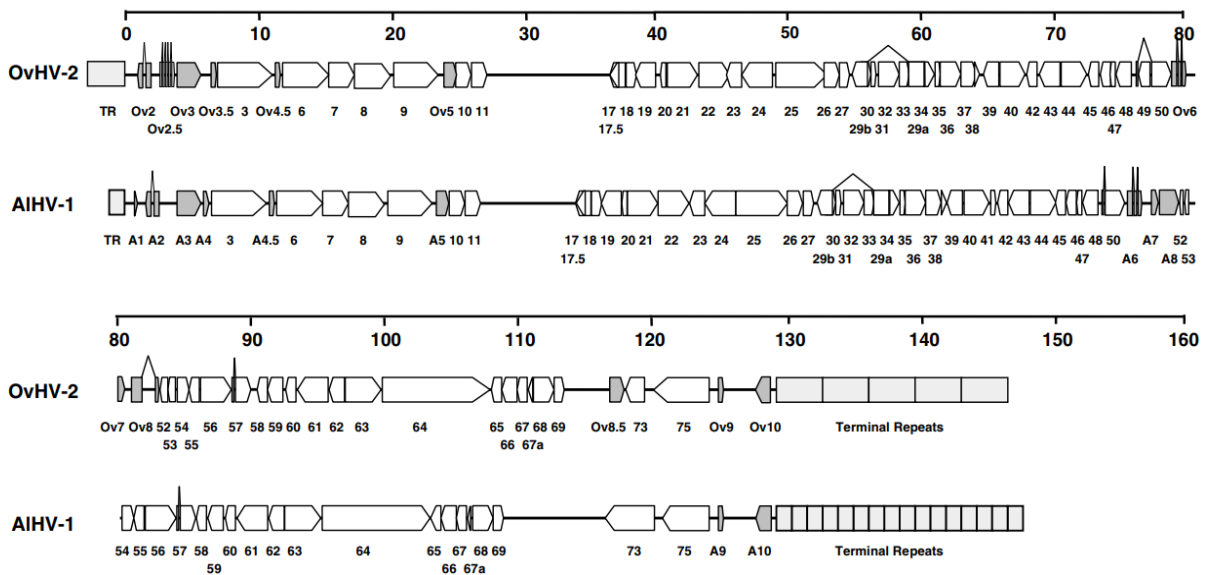 0 10 20 30 40 50 60 70 80
OvHV-2
TR Ov2 Ov3 Ov3.5 3 Ov4.5 6 7 8 9 Ov5 10 11 17 18 19 20 21 22 23 24 25 26 27 30 32 33 34 35 37 39 40 42 43 44 45 46 48 49 50 Ov6
Ov2.5 17.5 29b 31 29a 36 38 47
AlHV-1
TR A1 A2 A3 A4 3 A4.5 6 7 8 9 A5 10 11 17 18 19 20 21 22 23 24 25 26 27 30 32 33 34 35 37 39 40 41 42 43 44 45 46 48 50 A7 52
17.5 29b 31 29a 36 38 47 A6 A8 53
80 90 100 110 120 130 140 150 160
OvHV-2
Ov7 Ov8 52 54 56 57 58 59 60 61 62 63 64 65 67 68 69 Ov8.5 73 75 Ov9 Ov10 Terminal Repeats
53 55 66 67a
AlHV-1
54 55 56 57 58 60 61 62 63 64 65 67 68 69 73 75 A9 A10 Terminal Repeats
59 66 67a